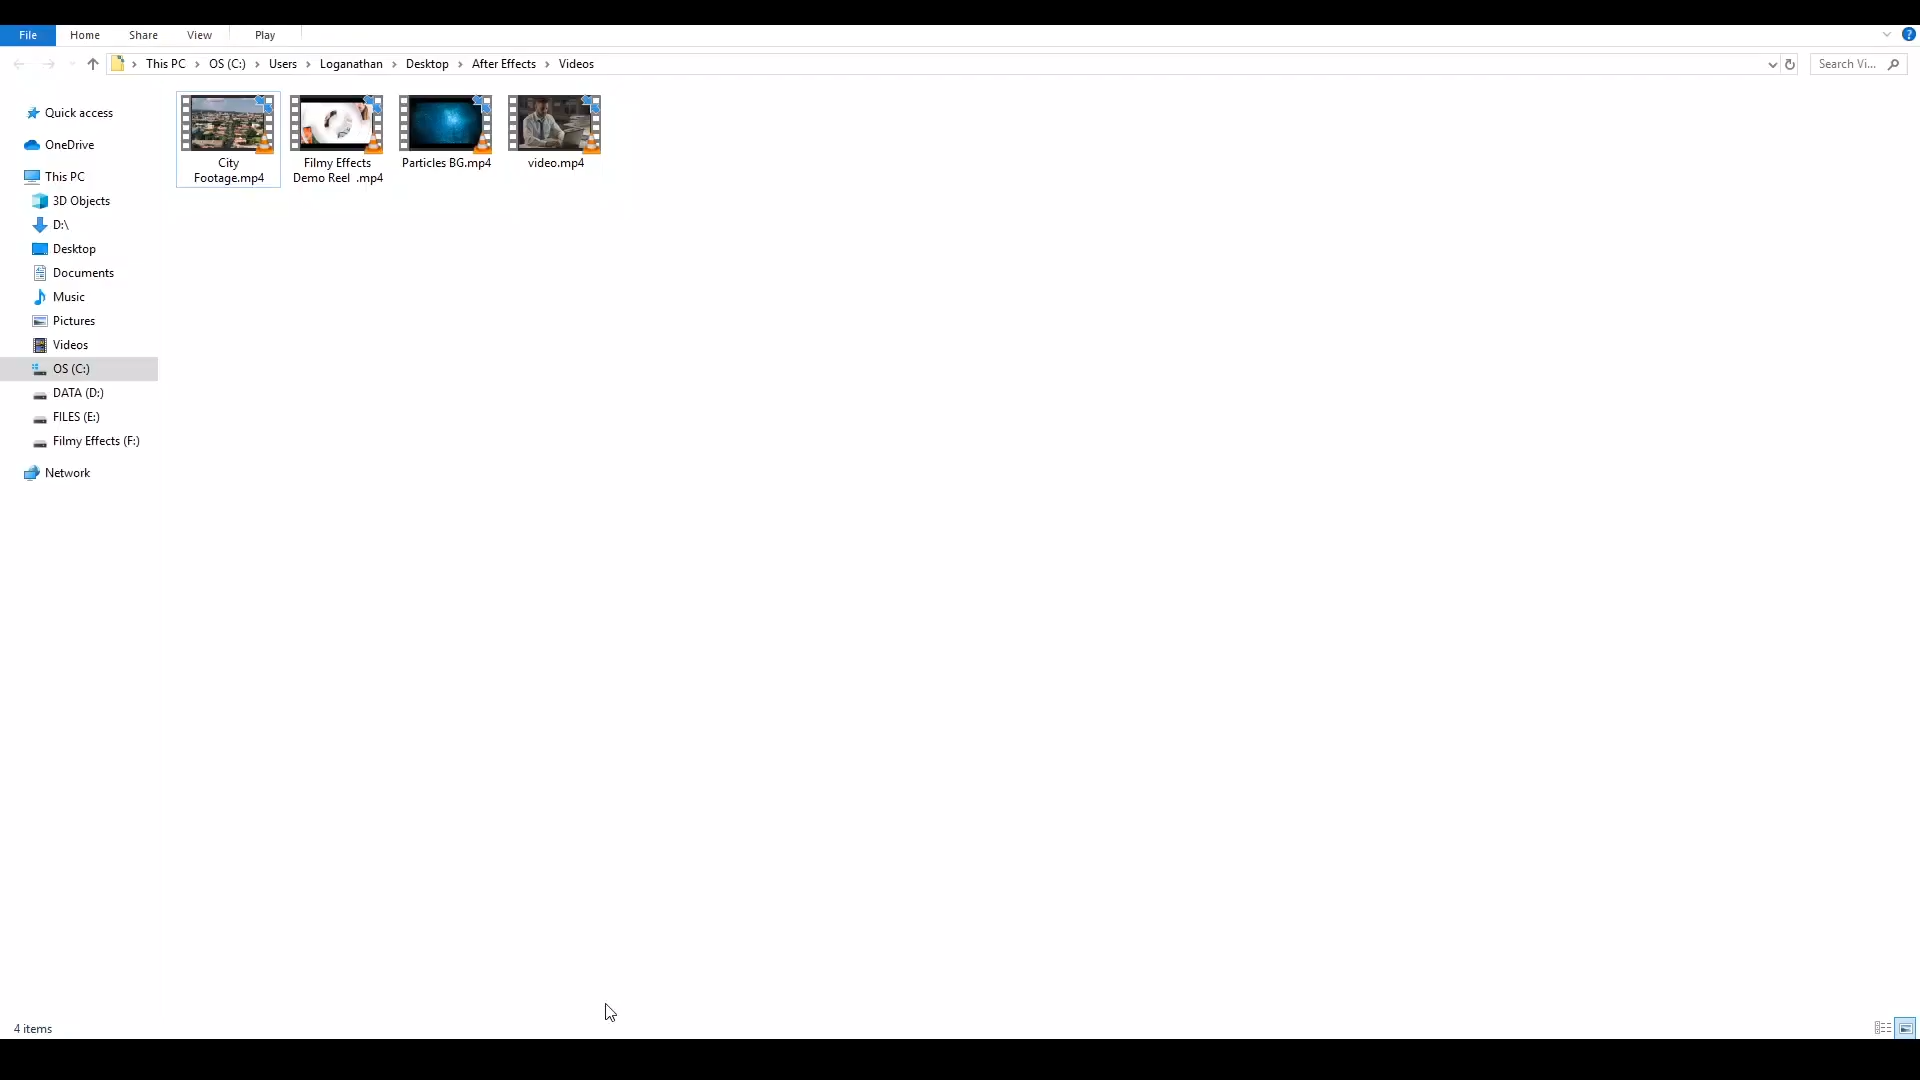 File Home Share View Play
This PC OS (C:) Users Loganathan Desktop After Effects Videos
Search Vi...
Quick access
OneDrive
This PC
3D Objects
D:\
Desktop
Documents
Music
Pictures
Videos
OS (C:)
DATA (D:)
FILES (E:)
Filmy Effects (F:)
Network
City
Footage.mp4
Filmy Effects
Demo Reel .mp4
Particles BG.mp4
video.mp4
4 items